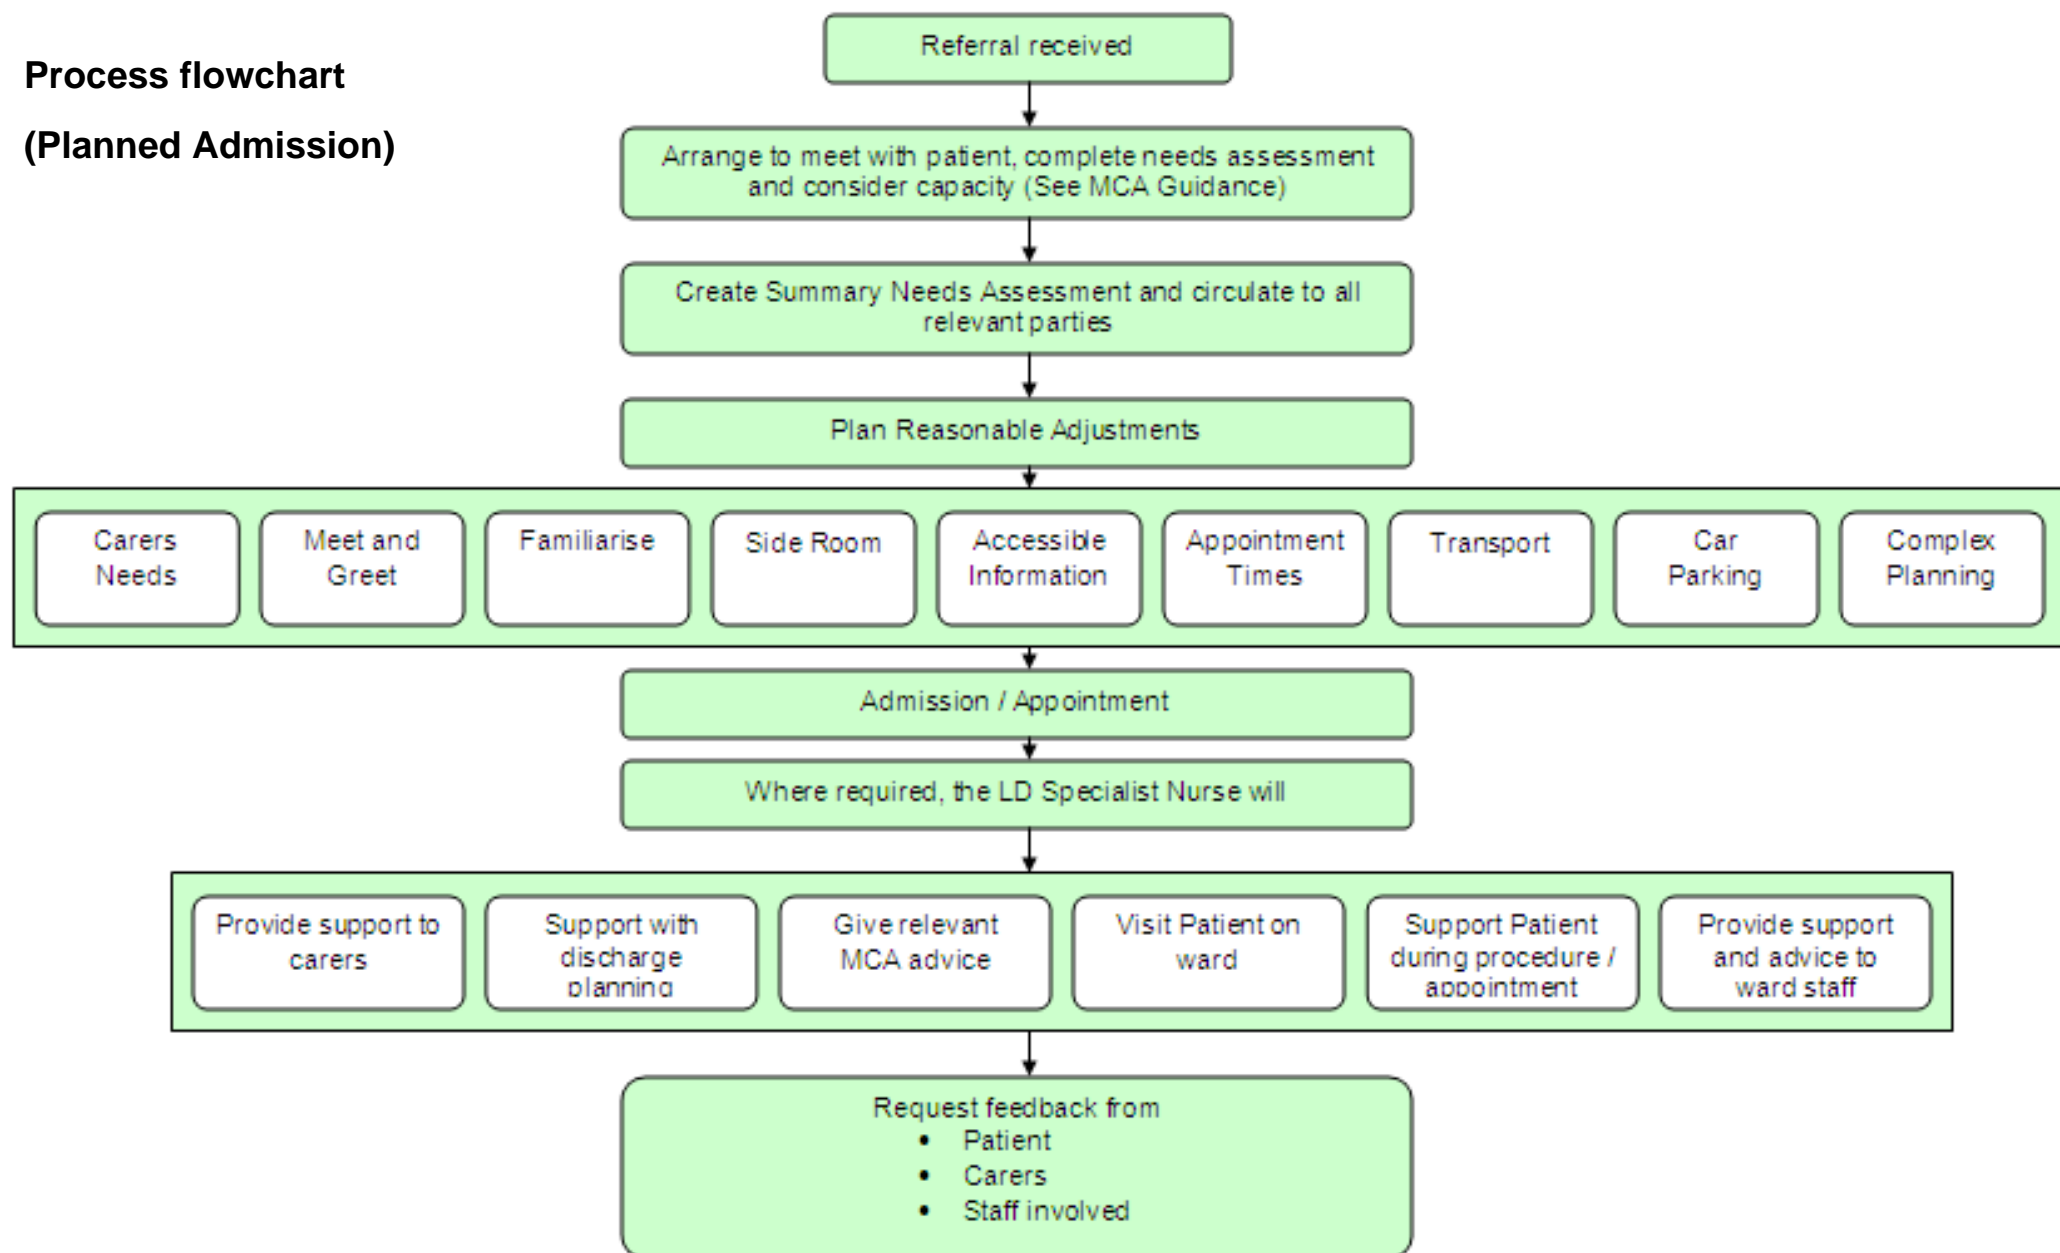 Process flowchart
(Planned Admission)
Referral received
Arrange to meet with patient, complete needs assessment
and consider capacity (See MCA Guidance)
Create Summary Needs Assessment and circulate to all
relevant parties
Plan Reasonable Adjustments
Carers
Needs
Meet and
Greet
Familiarise
Side Room
Accessible
Information
Appointment
Times
Transport
Car
Parking
Complex
Planning
Admission / Appointment
Where required, the LD Specialist Nurse will
Provide support to
carers
Support with
discharge
planning
Give relevant
MCA advice
Visit Patient on
ward
Support Patient
during procedure /
appointment
Provide support
and advice to
ward staff
Request feedback from
• Patient
• Carers
• Staff involved